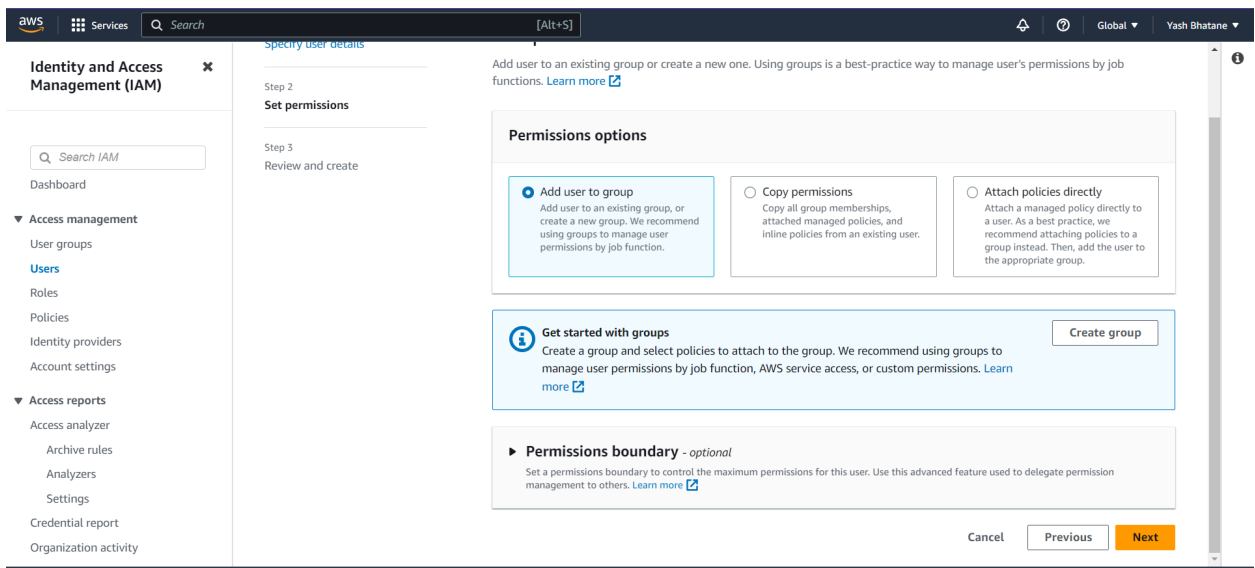 aws
Services
Search
[Alt+S]
Global
Yash Bhatane
Identity and Access
Management (IAM)
Search IAM
Dashboard
Access management
User groups
Users
Roles
Policies
Identity providers
Account settings
Access reports
Access analyzer
Archive rules
Analyzers
Settings
Credential report
Organization activity
Specify user details
Step 2
Set permissions
Step 3
Review and create
Add user to an existing group or create a new one. Using groups is a best-practice way to manage user's permissions by job
functions. Learn more
Permissions options
Add user to group
Add user to an existing group, or
create a new group. We recommend
using groups to manage user
permissions by job function.
Copy permissions
Copy all group memberships,
attached managed policies, and
inline policies from an existing user.
Attach policies directly
Attach a managed policy directly to
a user. As a best practice, we
recommend attaching policies to a
group instead. Then, add the user to
the appropriate group.
Get started with groups
Create a group and select policies to attach to the group. We recommend using groups to
manage user permissions by job function, AWS service access, or custom permissions. Learn
more
Create group
Permissions boundary - optional
Set a permissions boundary to control the maximum permissions for this user. Use this advanced feature used to delegate permission
management to others. Learn more
Cancel
Previous
Next